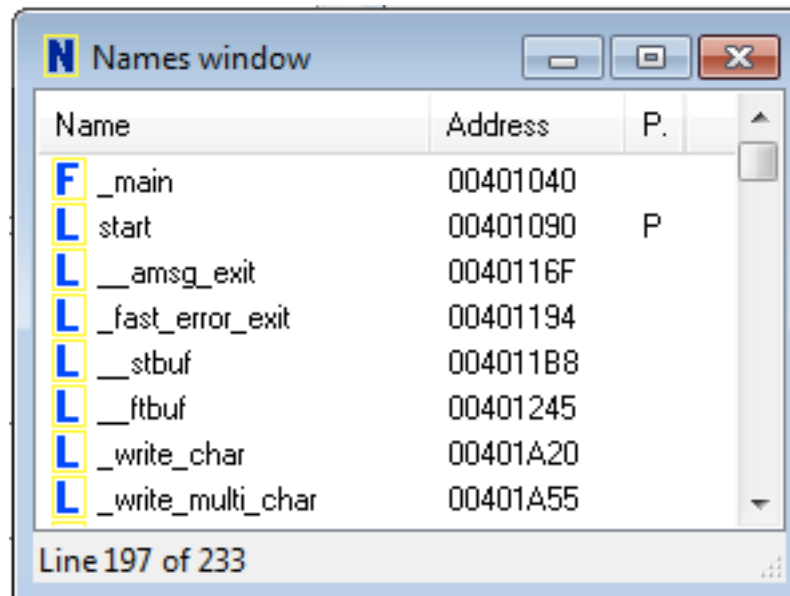 N Names window
Name Address P.
F _main 00401040
L start 00401090 P
L __amsg_exit 0040116F
L _fast_error_exit 00401194
L __stbuf 004011B8
L __ftbuf 00401245
L _write_char 00401A20
L _write_multi_char 00401A55
Line 197 of 233